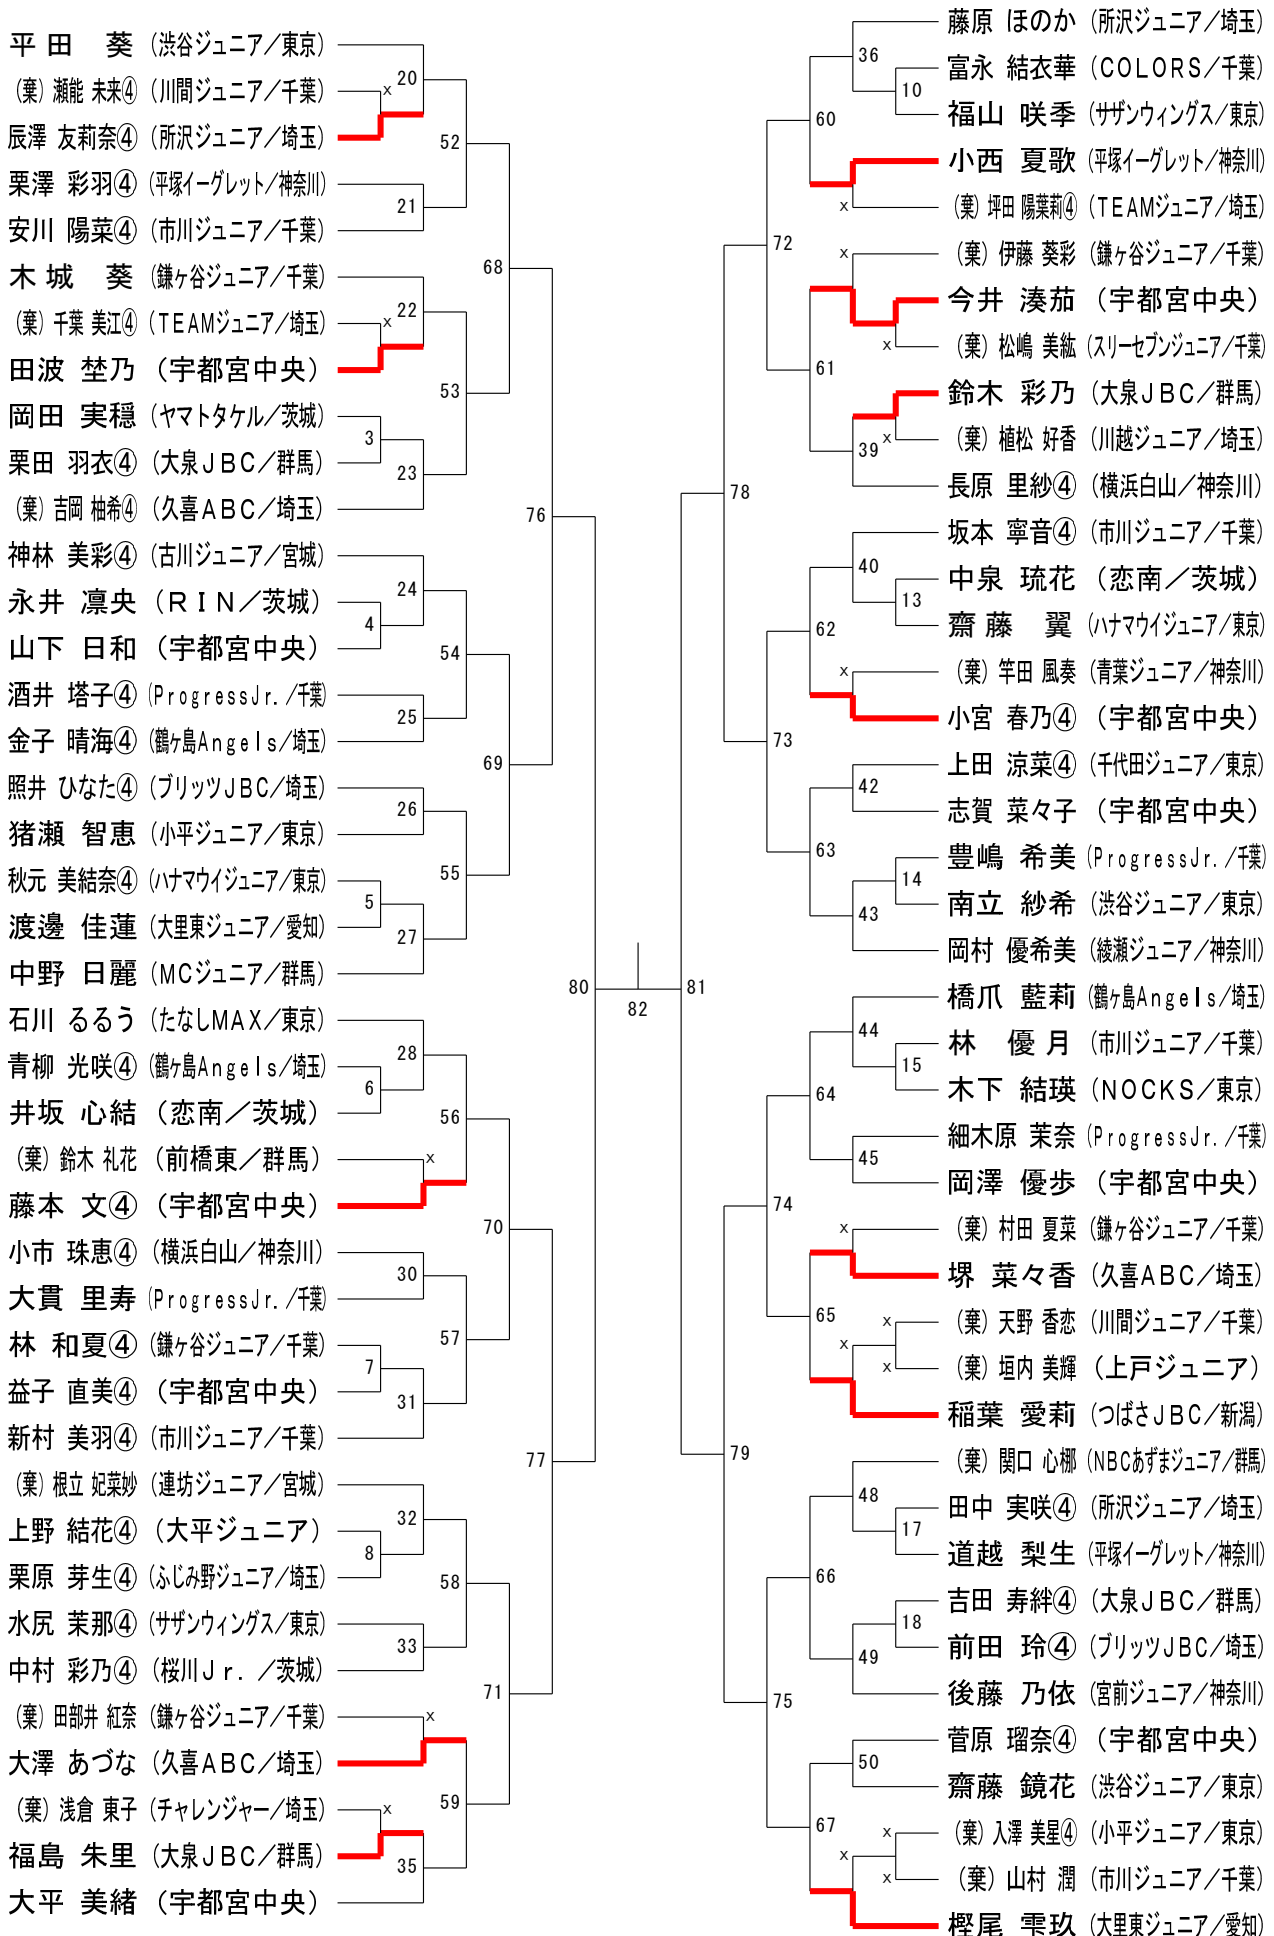 平田 葵 (渋谷ジュニア／東京)
(棄) 瀬能 未来④ (川間ジュニア／千葉)
x
20
辰澤 友莉奈④ (所沢ジュニア／埼玉)
52
栗澤 彩羽④ (平塚イーグレット／神奈川)
21
安川 陽菜④ (市川ジュニア／千葉)
68
木城 葵 (鎌ヶ谷ジュニア／千葉)
(棄) 千葉 美江④ (TEAMジュニア／埼玉)
x
22
田波 埜乃 (宇都宮中央)
53
岡田 実穏 (ヤマトタケル／茨城)
3
栗田 羽衣④ (大泉JBC／群馬)
23
(棄) 吉岡 柚希④ (久喜ABC／埼玉)
76
神林 美彩④ (古川ジュニア／宮城)
24
永井 凛央 (RIN／茨城)
4
山下 日和 (宇都宮中央)
54
酒井 塔子④ (ProgressJr.／千葉)
25
金子 晴海④ (鶴ヶ島Angels／埼玉)
69
照井 ひなた④ (ブリッツJBC／埼玉)
26
猪瀬 智恵 (小平ジュニア／東京)
55
秋元 美結奈④ (ハナマウイジュニア／東京)
5
渡邊 佳蓮 (大里東ジュニア／愛知)
27
中野 日麗 (MCジュニア／群馬)
80
82
81
石川 るるう (たなしMAX／東京)
28
青柳 光咲④ (鶴ヶ島Angels／埼玉)
6
井坂 心結 (恋南／茨城)
56
(棄) 鈴木 礼花 (前橋東／群馬)
x
藤本 文④ (宇都宮中央)
70
小市 珠恵④ (横浜白山／神奈川)
30
大貫 里寿 (ProgressJr.／千葉)
57
林 和夏④ (鎌ヶ谷ジュニア／千葉)
7
益子 直美④ (宇都宮中央)
31
新村 美羽④ (市川ジュニア／千葉)
77
(棄) 根立 妃菜妙 (連坊ジュニア／宮城)
32
上野 結花④ (大平ジュニア)
8
栗原 芽生④ (ふじみ野ジュニア／埼玉)
58
水尻 茉那④ (サザンウィングス／東京)
33
中村 彩乃④ (桜川Jr.／茨城)
71
(棄) 田部井 紅奈 (鎌ヶ谷ジュニア／千葉)
x
大澤 あづな (久喜ABC／埼玉)
59
(棄) 浅倉 東子 (チャレンジャー／埼玉)
x
福島 朱里 (大泉JBC／群馬)
35
大平 美緒 (宇都宮中央)
藤原 ほのか (所沢ジュニア／埼玉)
36
富永 結衣華 (COLORS／千葉)
10
福山 咲季 (サザンウィングス／東京)
60
小西 夏歌 (平塚イーグレット／神奈川)
x
(棄) 坪田 陽葉莉④ (TEAMジュニア／埼玉)
72
x
(棄) 伊藤 葵彩 (鎌ヶ谷ジュニア／千葉)
今井 湊茄 (宇都宮中央)
x
(棄) 松嶋 美紘 (スリーセブンジュニア／千葉)
61
鈴木 彩乃 (大泉JBC／群馬)
39
x
(棄) 植松 好香 (川越ジュニア／埼玉)
長原 里紗④ (横浜白山／神奈川)
78
坂本 寧音④ (市川ジュニア／千葉)
40
中泉 琉花 (恋南／茨城)
13
齋藤 翼 (ハナマウイジュニア／東京)
62
x
(棄) 竿田 風奏 (青葉ジュニア／神奈川)
小宮 春乃④ (宇都宮中央)
73
上田 涼菜④ (千代田ジュニア／東京)
42
志賀 菜々子 (宇都宮中央)
63
豊嶋 希美 (ProgressJr.／千葉)
14
南立 紗希 (渋谷ジュニア／東京)
43
岡村 優希美 (綾瀬ジュニア／神奈川)
橋爪 藍莉 (鶴ヶ島Angels／埼玉)
44
林 優月 (市川ジュニア／千葉)
15
木下 結瑛 (NOCKS／東京)
64
細木原 茉奈 (ProgressJr.／千葉)
45
岡澤 優歩 (宇都宮中央)
74
x
(棄) 村田 夏菜 (鎌ヶ谷ジュニア／千葉)
堺 菜々香 (久喜ABC／埼玉)
65
x
(棄) 天野 香恋 (川間ジュニア／千葉)
x
x
(棄) 垣内 美輝 (上戸ジュニア)
稲葉 愛莉 (つばさJBC／新潟)
79
(棄) 関口 心梛 (NBCあずまジュニア／群馬)
48
田中 実咲④ (所沢ジュニア／埼玉)
17
道越 梨生 (平塚イーグレット／神奈川)
66
吉田 寿絆④ (大泉JBC／群馬)
18
前田 玲④ (ブリッツJBC／埼玉)
49
後藤 乃依 (宮前ジュニア／神奈川)
75
菅原 瑠奈④ (宇都宮中央)
50
齋藤 鏡花 (渋谷ジュニア／東京)
67
x
(棄) 入澤 美星④ (小平ジュニア／東京)
x
x
(棄) 山村 潤 (市川ジュニア／千葉)
樫尾 雫玖 (大里東ジュニア／愛知)